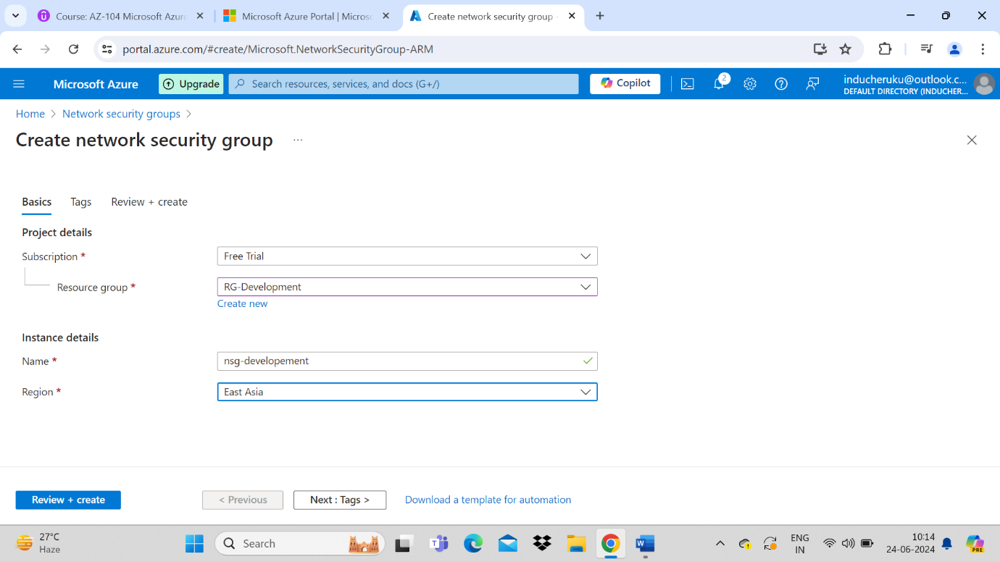 Course: AZ-104 Microsoft Azure
Microsoft Azure Portal | Microso
Create network security group -
portal.azure.com/#create/Microsoft.NetworkSecurityGroup-ARM
Microsoft Azure
Upgrade
Search resources, services, and docs (G+/)
Copilot
2
inducheruku@outlook.c...
DEFAULT DIRECTORY (INDUCHER...
Home > Network security groups >
Create network security group ...
Basics Tags Review + create
Project details
Subscription * Free Trial
Resource group * RG-Development
Create new
Instance details
Name * nsg-developement
Region * East Asia
Review + create < Previous Next : Tags > Download a template for automation
27°C
Haze
Search
ENG
IN
10:14
24-06-2024
PRE